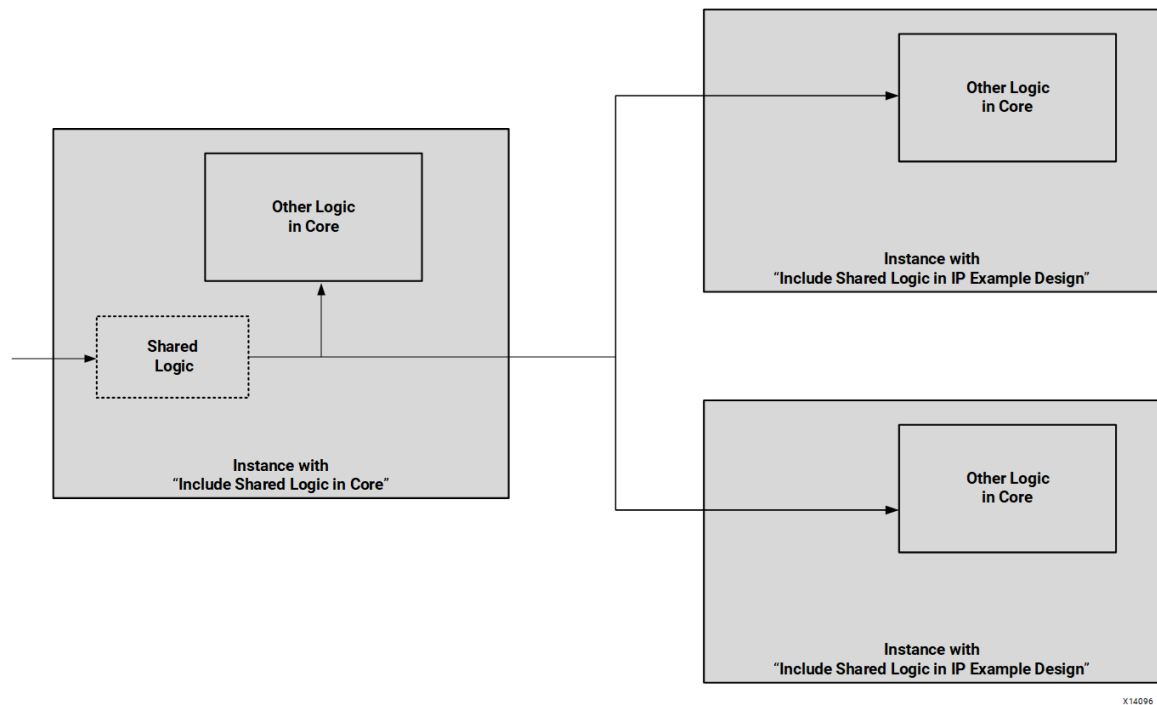 Other Logic
in Core
Shared
Logic
Instance with
“Include Shared Logic in Core”
Other Logic
in Core
Instance with
“Include Shared Logic in IP Example Design”
Other Logic
in Core
Instance with
“Include Shared Logic in IP Example Design”
X14096